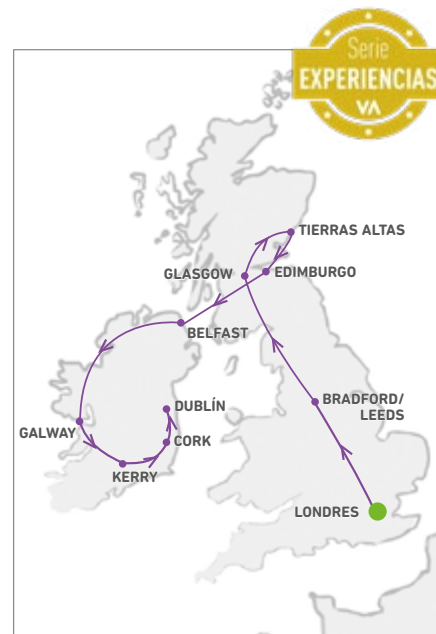 Serie
EXPERIENCIAS
VA
TIERRAS ALTAS
GLASGOW
EDIMBURGO
BELFAST
DUBLÍN
BRADFORD/
LEEDS
GALWAY
CORK
KERRY
LONDRES